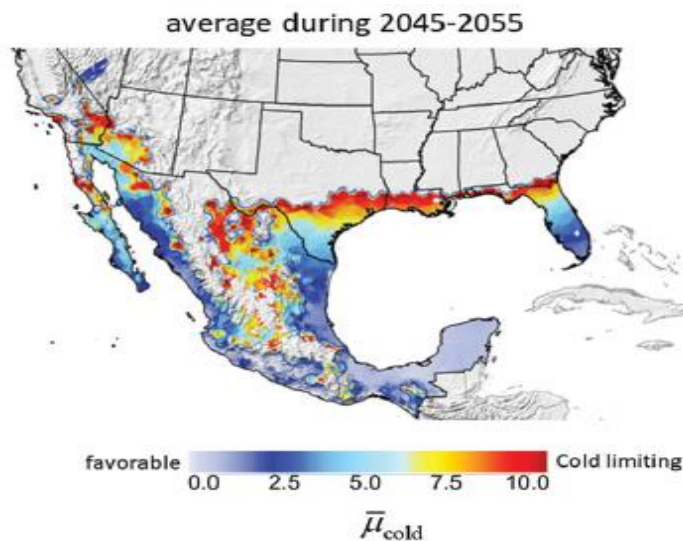 average during 2045-2055
favorable 0.0 2.5 5.0 7.5 10.0 Cold limiting
μ̅cold